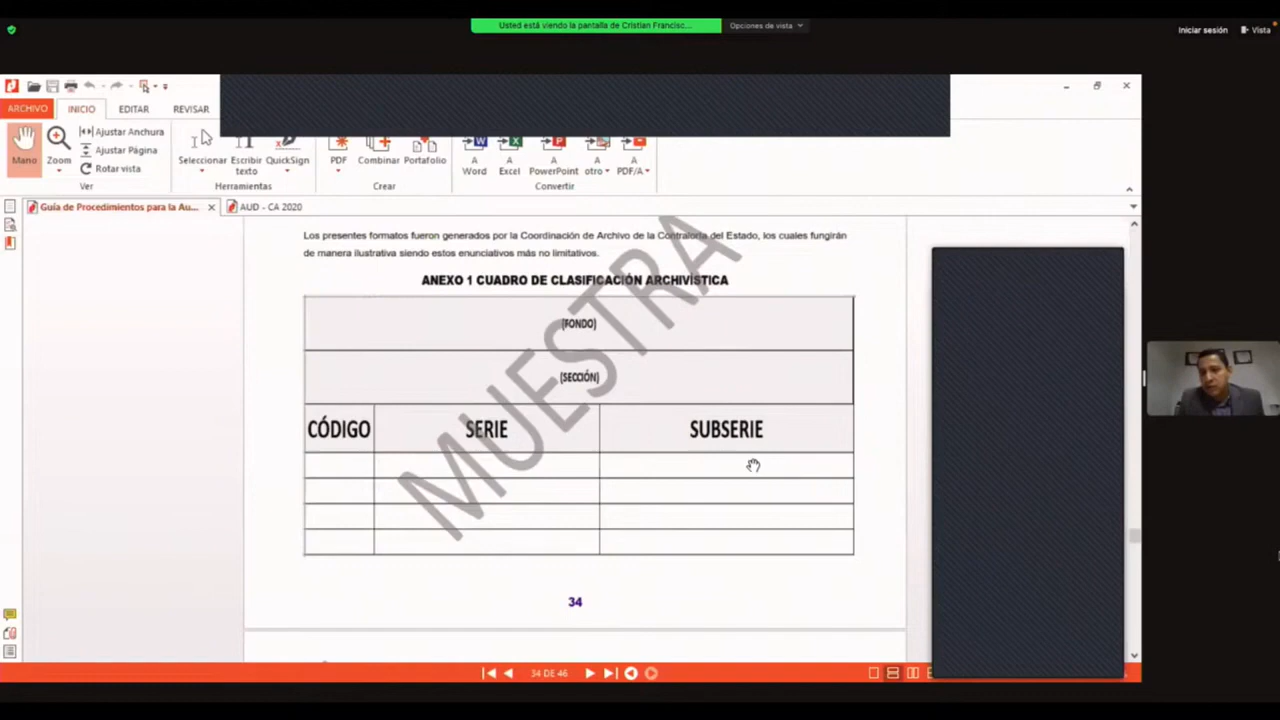 Usted está viendo la pantalla de Cristian Francisc...
Opciones de vista
Iniciar sesión
Vista
ARCHIVO
INICIO
EDITAR
REVISAR
Mano
Zoom
Ajustar Anchura
Ajustar Página
Rotar vista
Ver
Seleccionar
Escribir texto
QuickSign
Herramientas
PDF
Combinar
Portafolio
Crear
A Word
A Excel
A PowerPoint
A otro
A PDF/A
Convertir
Guía de Procedimientos para la Au...
AUD - CA 2020
Los presentes formatos fueron generados por la Coordinación de Archivo de la Contraloría del Estado, los cuales fungirán
de manera ilustrativa siendo estos enunciativos más no limitativos.
ANEXO 1 CUADRO DE CLASIFICACIÓN ARCHIVÍSTICA
(FONDO)
(SECCIÓN)
CÓDIGO SERIE SUBSERIE
MUESTRA
34
34 DE 46